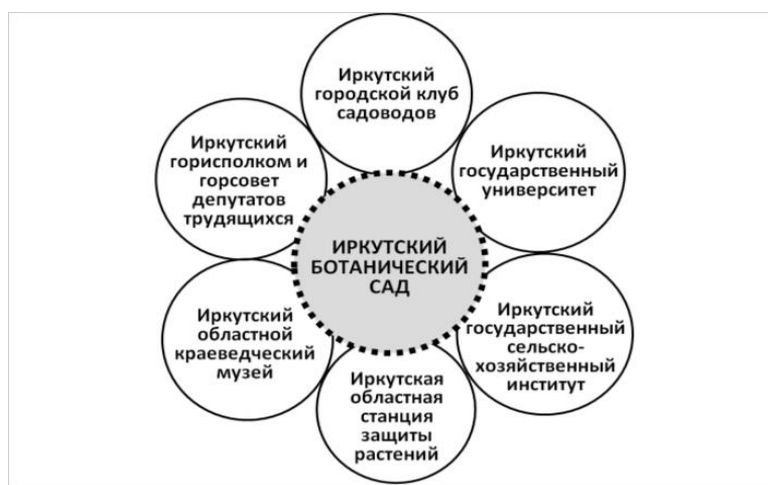 Иркутский
городской клуб
садоводов
Иркутский
государственный
университет
Иркутский
государственный
сельско-
хозяйственный
институт
Иркутская
областная
станция
защиты
растений
Иркутский
областной
краеведческий
музей
Иркутский
горисполком и
горсовет
депутатов
трудящихся
ИРКУТСКИЙ
БОТАНИЧЕСКИЙ
САД